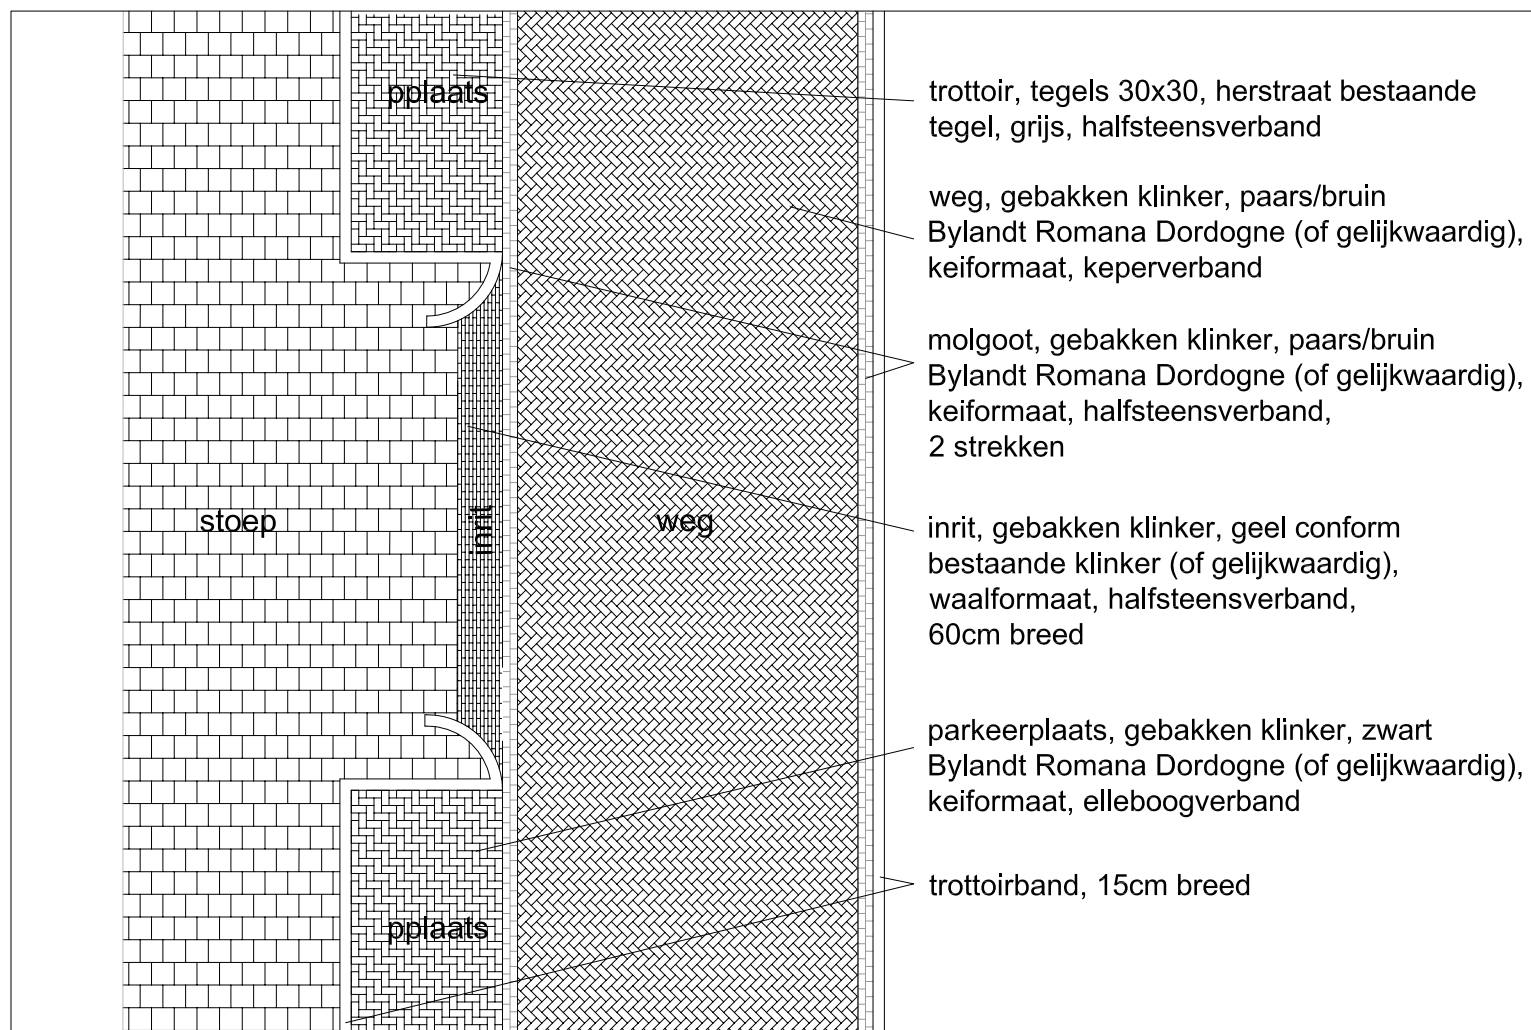 pplaats
trottoir, tegels 30x30, herstraat bestaande
tegel, grijs, halfsteensverband
weg, gebakken klinker, paars/bruin
Bylandt Romana Dordogne (of gelijkwaardig),
keiformaat, keperverband
molgoot, gebakken klinker, paars/bruin
Bylandt Romana Dordogne (of gelijkwaardig),
keiformaat, halfsteensverband,
2 strekken
stoep
inrit
weg
inrit, gebakken klinker, geel conform
bestaande klinker (of gelijkwaardig),
waalformaat, halfsteensverband,
60cm breed
parkeerplaats, gebakken klinker, zwart
Bylandt Romana Dordogne (of gelijkwaardig),
keiformaat, elleboogverband
trottoirband, 15cm breed
pplaats